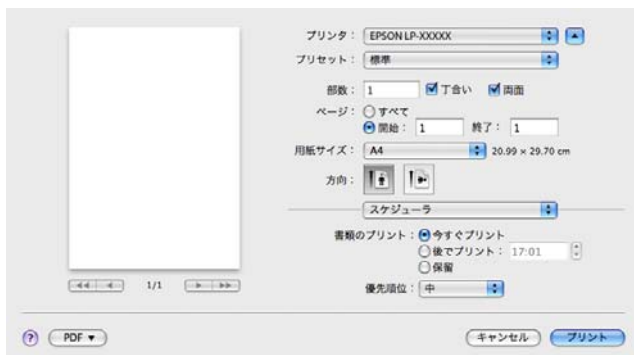 プリンタ： EPSON LP-XXXXX
プリセット： 標準
部数： 1 丁合い 両面
ページ： すべて
開始： 1 終了： 1
用紙サイズ： A4 20.99 × 29.70 cm
方向：
スケジューラ
書類のプリント： 今すぐプリント
後でプリント： 17:01
保留
優先順位： 中
1/1
? PDF ▼ キャンセル プリント